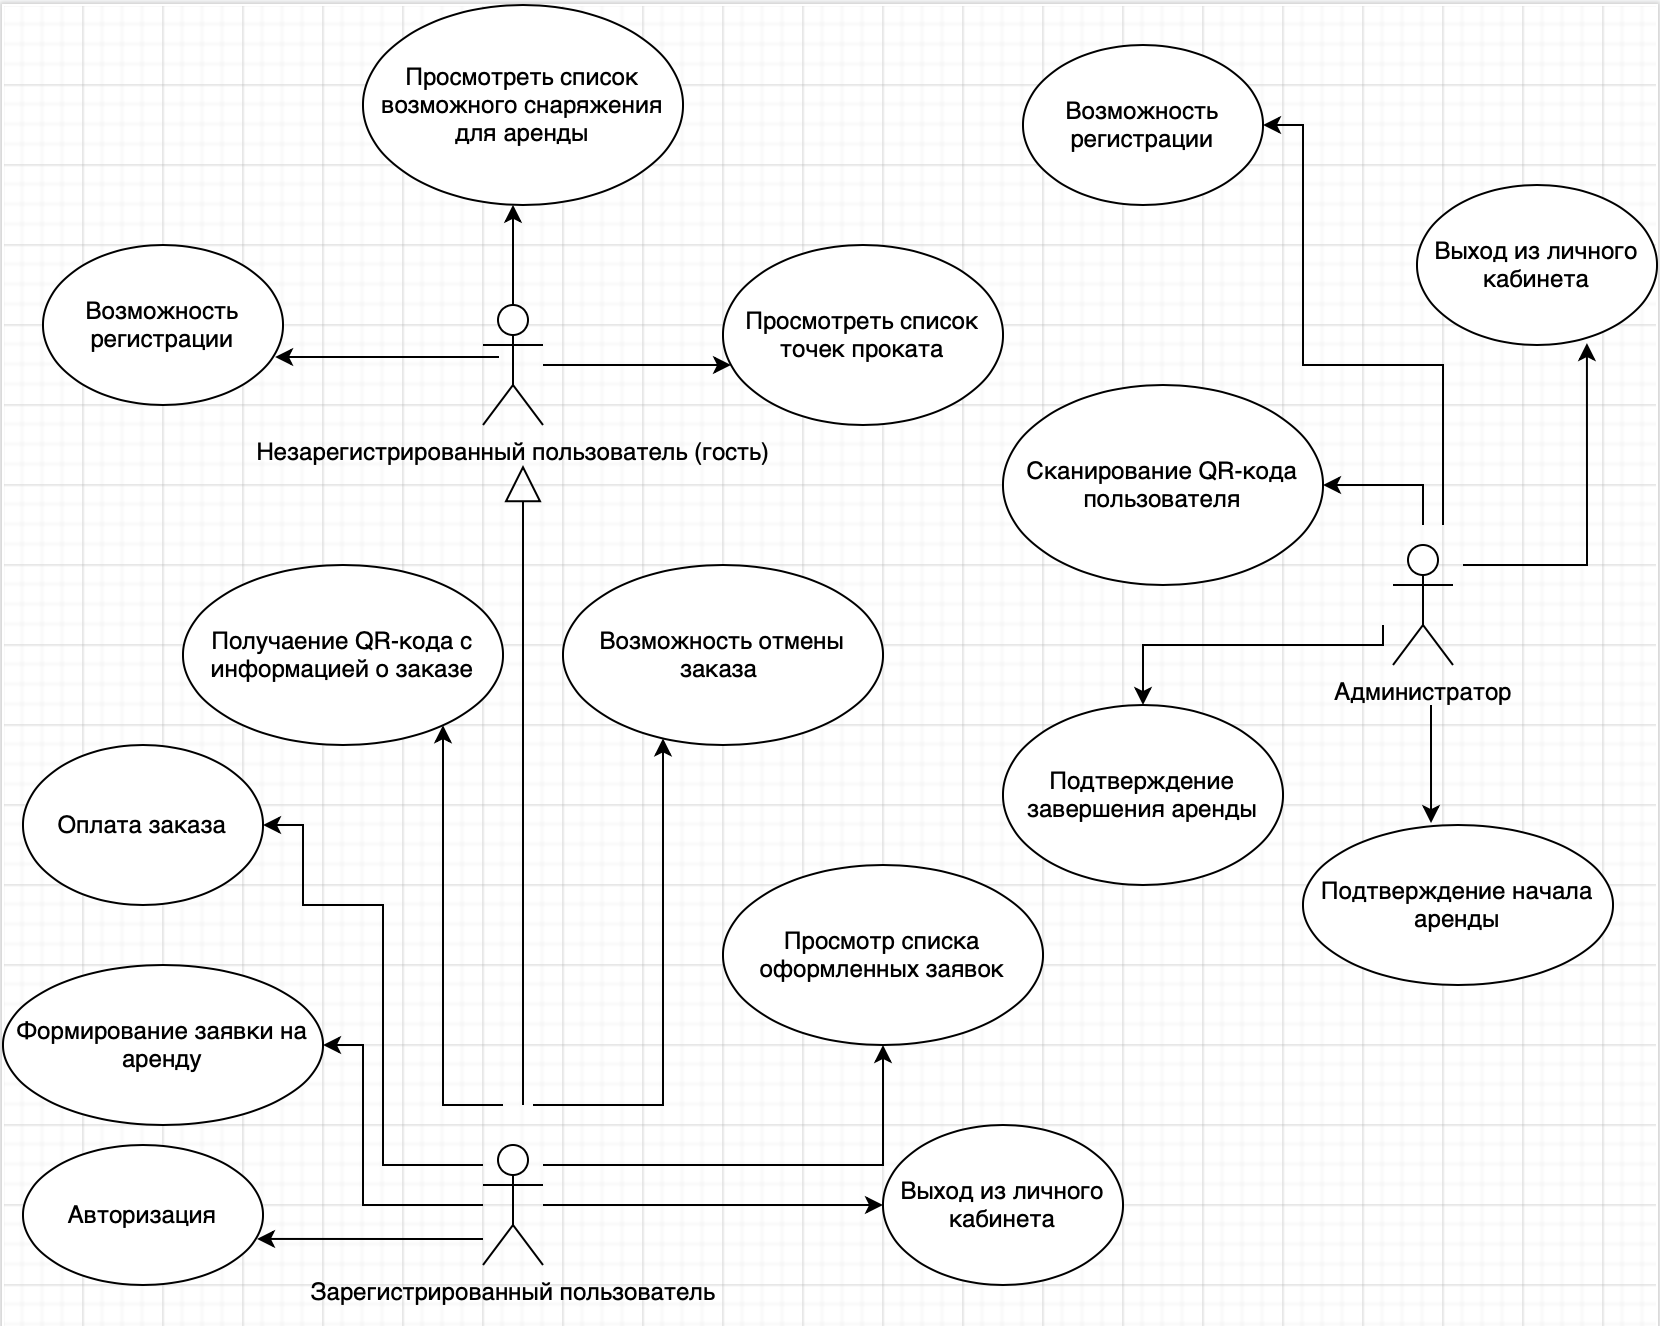 Просмотреть список
возможного снаряжения
для аренды
Возможность
регистрации
Выход из личного
кабинета
Возможность
регистрации
Просмотреть список
точек проката
Незарегистрированный пользователь (гость)
Сканирование QR-кода
пользователя
Получаение QR-кода с
информацией о заказе
Возможность отмены
заказа
Администратор
Оплата заказа
Подтверждение
завершения аренды
Подтверждение начала
аренды
Просмотр списка
оформленных заявок
Формирование заявки на
аренду
Авторизация
Выход из личного
кабинета
Зарегистрированный пользователь